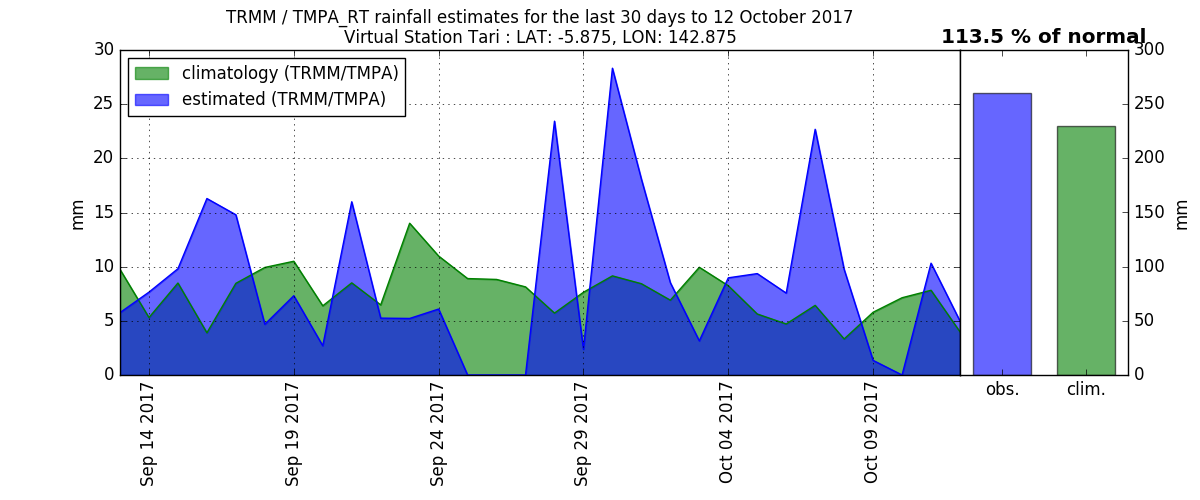 TRMM / TMPA_RT rainfall estimates for the last 30 days to 12 October 2017
Virtual Station Tari : LAT: -5.875, LON: 142.875
113.5 % of normal
climatology (TRMM/TMPA)
estimated (TRMM/TMPA)
mm
30
25
20
15
10
5
0
Sep 14 2017
Sep 19 2017
Sep 24 2017
Sep 29 2017
Oct 04 2017
Oct 09 2017
obs.
clim.
300
250
200
150
100
50
0
mm